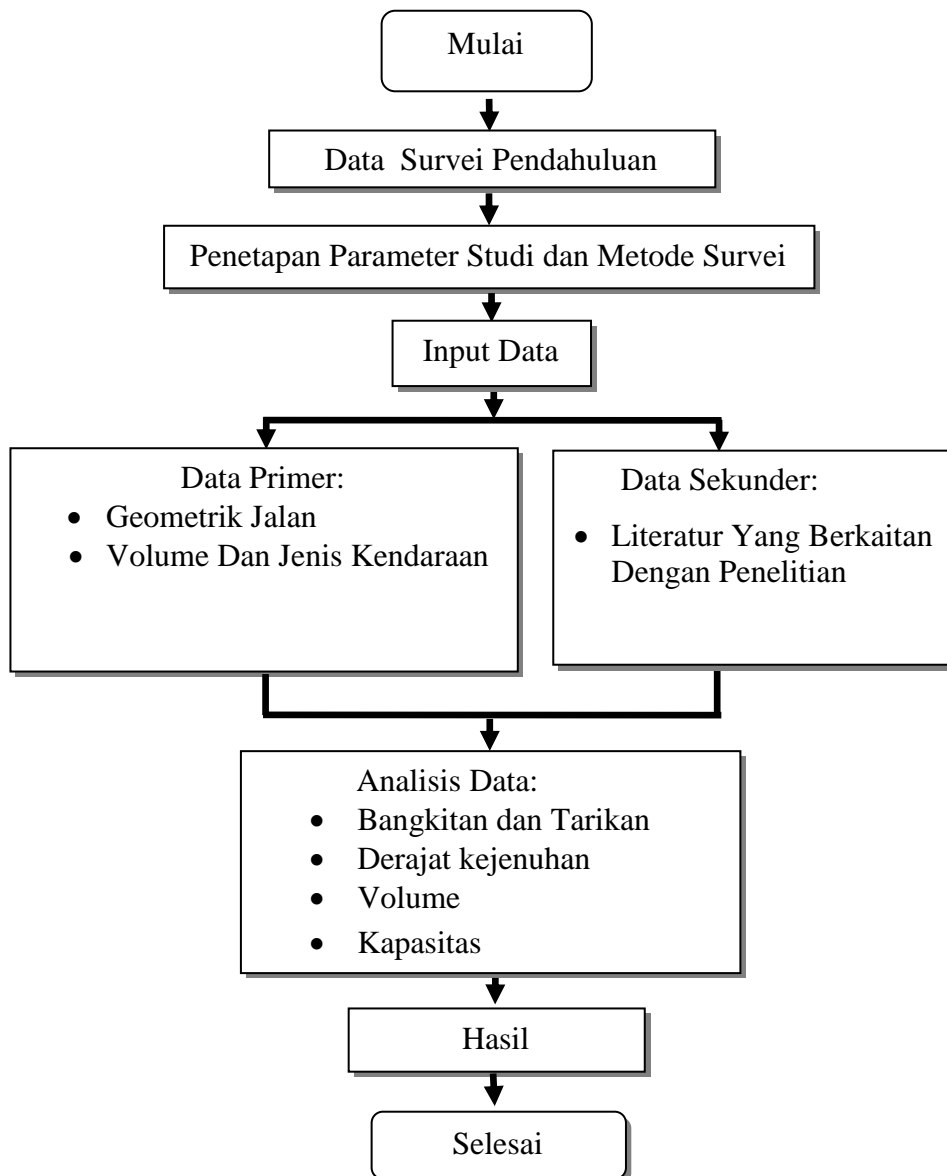 Mulai
Data Survei Pendahuluan
Penetapan Parameter Studi dan Metode Survei
Input Data
Data Primer:
• Geometrik Jalan
• Volume Dan Jenis Kendaraan
Data Sekunder:
• Literatur Yang Berkaitan
Dengan Penelitian
Analisis Data:
• Bangkitan dan Tarikan
• Derajat kejenuhan
• Volume
• Kapasitas
Hasil
Selesai